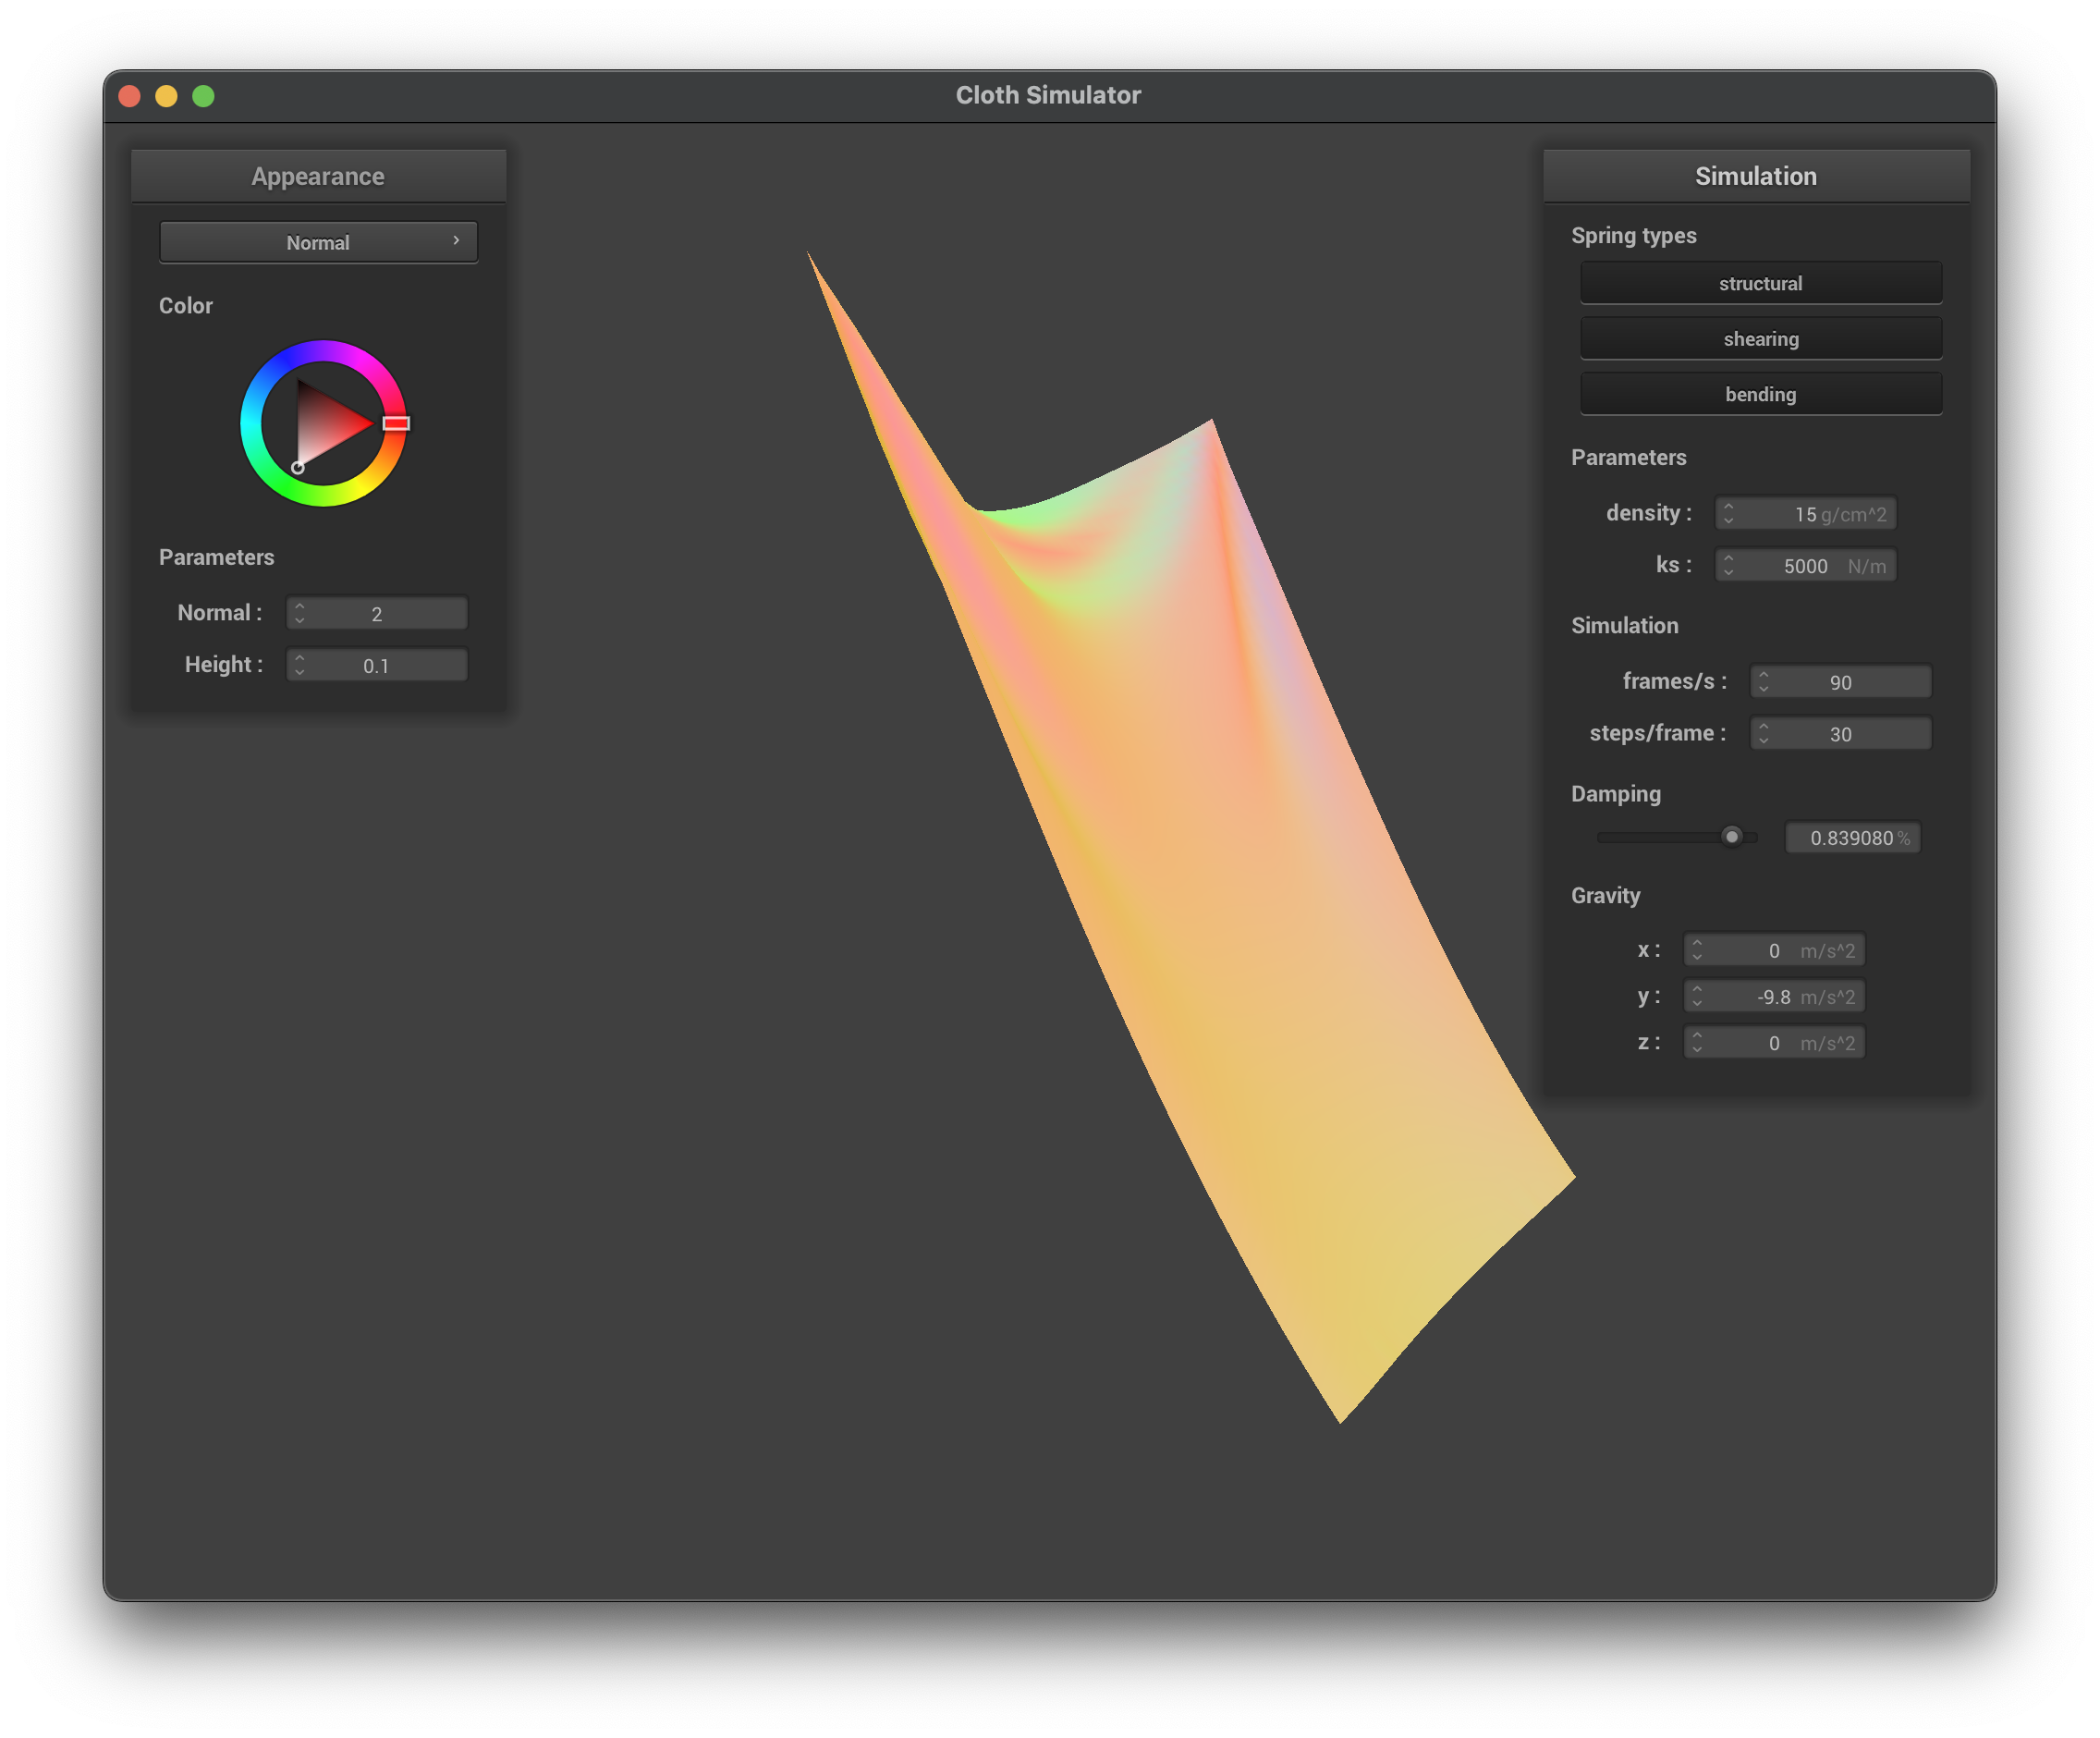 Cloth Simulator
Appearance
Normal
Color
Parameters
Normal : 2
Height : 0.1
Simulation
Spring types
structural
shearing
bending
Parameters
density : 15 g/cm^2
ks : 5000 N/m
Simulation
frames/s : 90
steps/frame : 30
Damping
0.839080 %
Gravity
x : 0 m/s^2
y : -9.8 m/s^2
z : 0 m/s^2